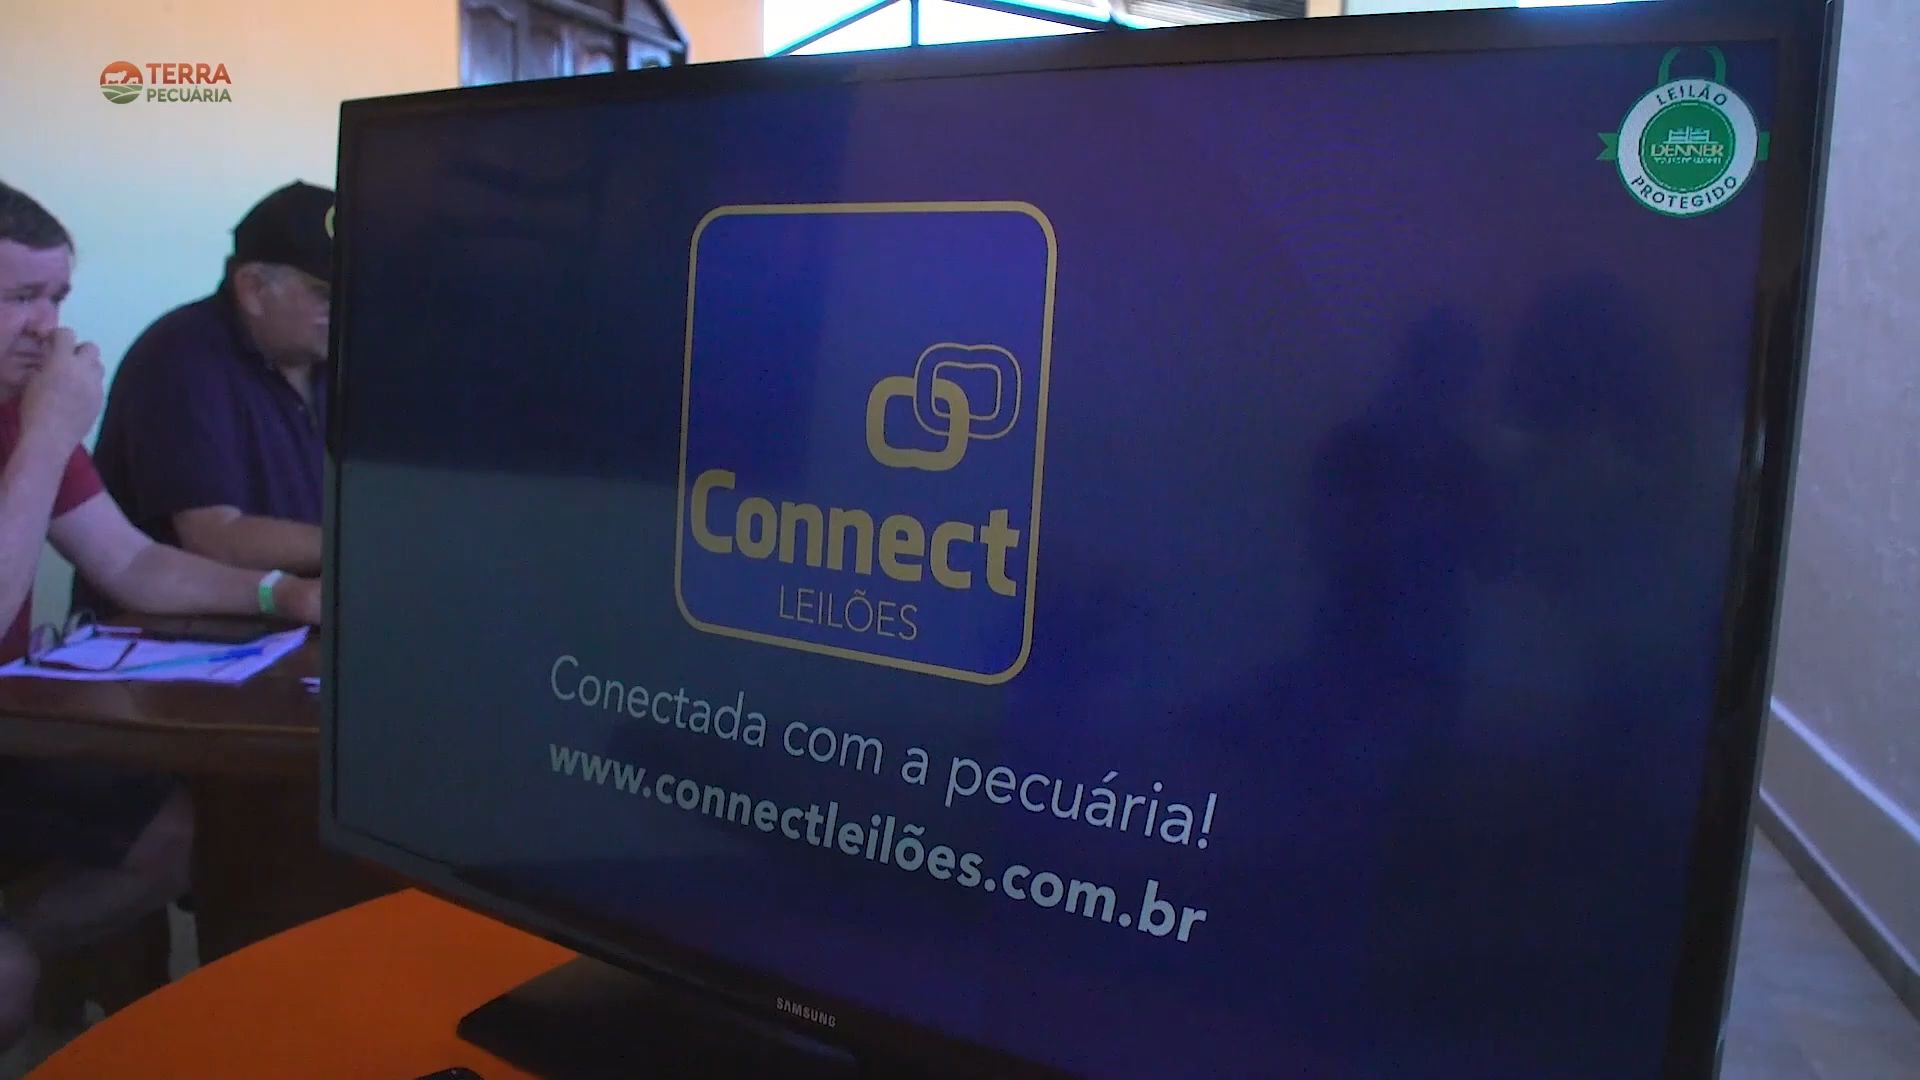 TERRA
PECUÁRIA
LEILÃO
DENNER
PROTEGIDO
Connect
LEILÕES
Conectada com a pecuária!
www.connectleilões.com.br
SAMSUNG